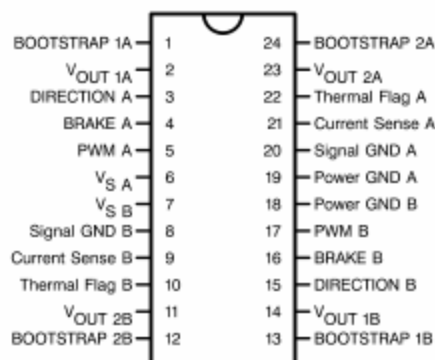 BOOTSTRAP 1A 1 24 BOOTSTRAP 2A
VOUT 1A 2 23 VOUT 2A
DIRECTION A 3 22 Thermal Flag A
BRAKE A 4 21 Current Sense A
PWM A 5 20 Signal GND A
VS A 6 19 Power GND A
VS B 7 18 Power GND B
Signal GND B 8 17 PWM B
Current Sense B 9 16 BRAKE B
Thermal Flag B 10 15 DIRECTION B
VOUT 2B 11 14 VOUT 1B
BOOTSTRAP 2B 12 13 BOOTSTRAP 1B